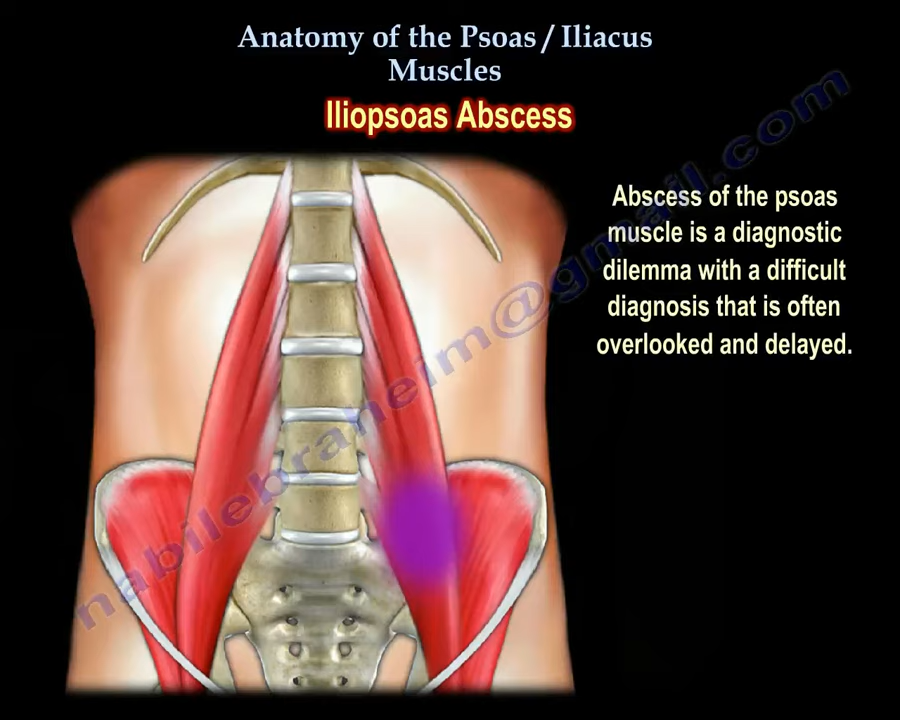 Anatomy of the Psoas / Iliacus
Muscles
Iliopsoas Abscess
Abscess of the psoas
muscle is a diagnostic
dilemma with a difficult
diagnosis that is often
overlooked and delayed.
nabilebraheim@gmail.com